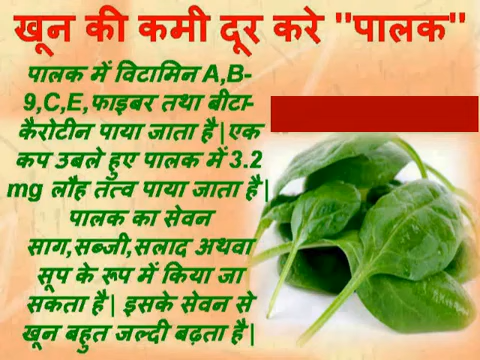 खून की कमी दूर करे "पालक"
पालक में विटामिन A,B-
9,C,E,फाइबर तथा बीटा-
कैरोटीन पाया जाता है|एक
कप उबले हुए पालक में 3.2
mg लौह तत्व पाया जाता है|
पालक का सेवन
साग,सब्जी,सलाद अथवा
सूप के रूप में किया जा
सकता है| इसके सेवन से
खून बहुत जल्दी बढ़ता है|